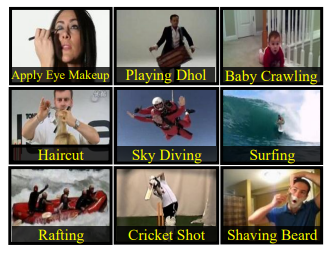 Apply Eye Makeup
Playing Dhol
Baby Crawling
Haircut
Sky Diving
Surfing
Rafting
Cricket Shot
Shaving Beard